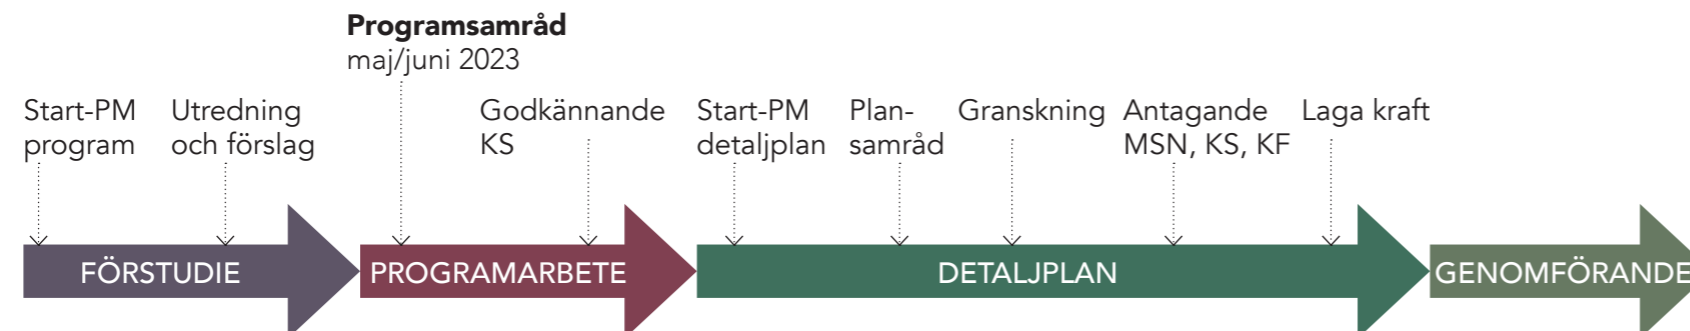 Programsamråd
maj/juni 2023
Start-PM
program
Utredning
och förslag
Godkännande
KS
Start-PM
detaljplan
Plan-
samråd
Granskning
Antagande
MSN, KS, KF
Laga kraft
FÖRSTUDIE
PROGRAMARBETE
DETALJPLAN
GENOMFÖRANDE